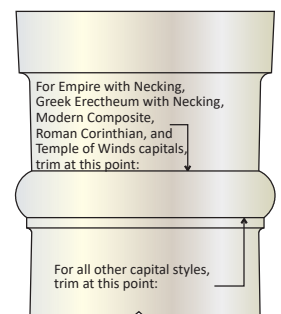 For Empire with Necking,
Greek Erectheum with Necking,
Modern Composite,
Roman Corinthian, and
Temple of Winds capitals,
trim at this point:
For all other capital styles,
trim at this point: